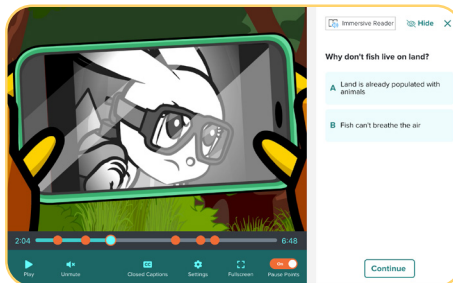 Immersive Reader
Hide
Why don't fish live on land?
A Land is already populated with
animals
B Fish can't breathe the air
2:04
6:48
On
Play
Unmute
Closed Captions
Settings
Fullscreen
Pause Points
Continue